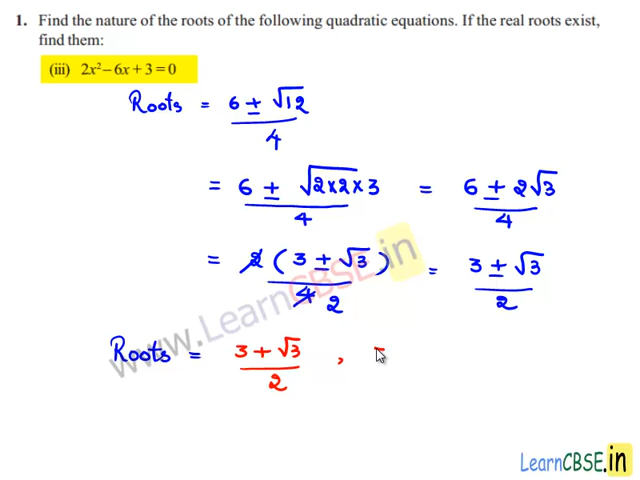 1. Find the nature of the roots of the following quadratic equations. If the real roots exist,
find them:
(iii) 2x² – 6x + 3 = 0
Roots = (6 ± √12)/4
= (6 ± √(2×2)×3)/4 = (6 ± 2√3)/4
= 2(3 ± √3)/4 2 = (3 ± √3)/2
Roots = (3 + √3)/2 ,
www.LearnCBSE.in
LearnCBSE.in